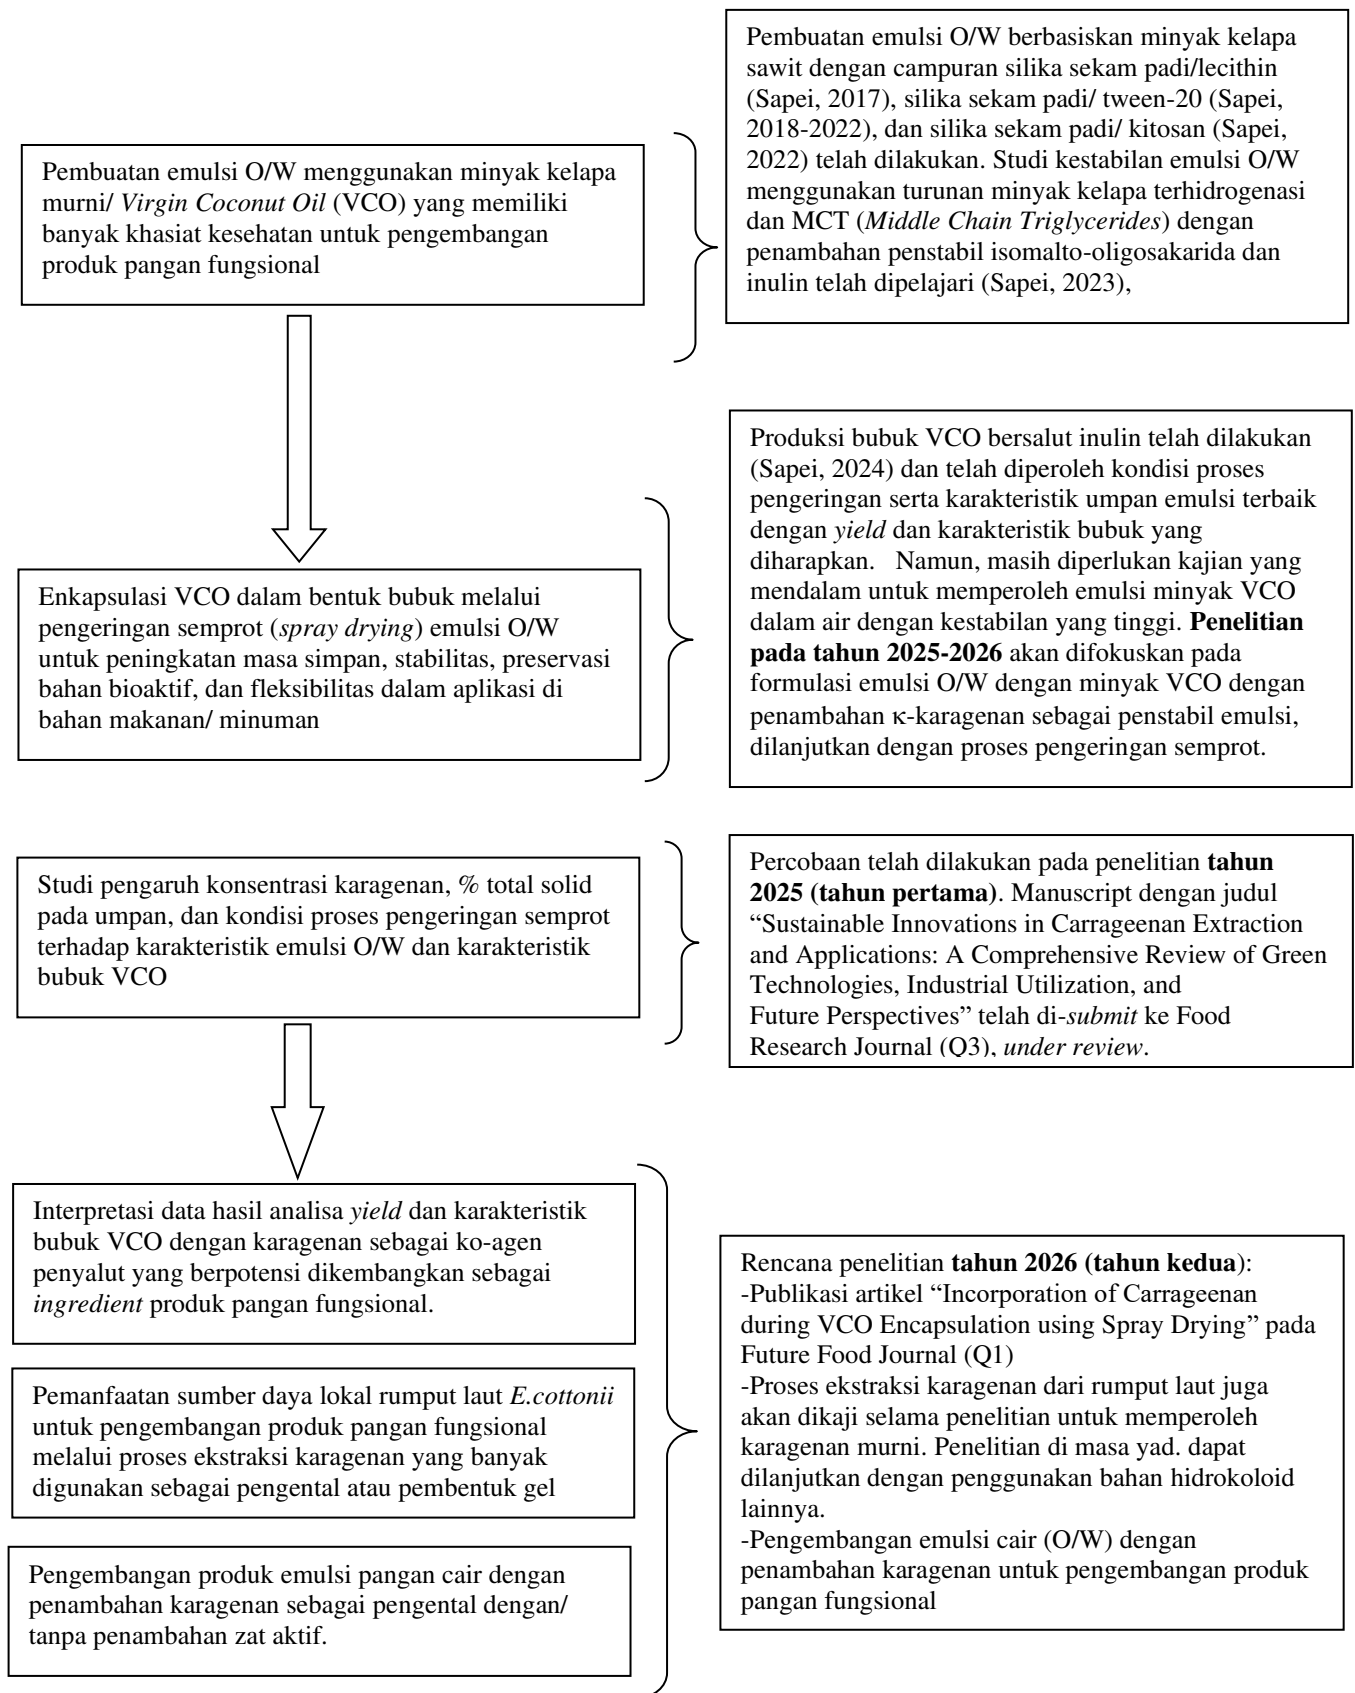 Pembuatan emulsi O/W menggunakan minyak kelapa
murni/ Virgin Coconut Oil (VCO) yang memiliki
banyak khasiat kesehatan untuk pengembangan
produk pangan fungsional
Pembuatan emulsi O/W berbasiskan minyak kelapa
sawit dengan campuran silika sekam padi/lecithin
(Sapei, 2017), silika sekam padi/ tween-20 (Sapei,
2018-2022), dan silika sekam padi/ kitosan (Sapei,
2022) telah dilakukan. Studi kestabilan emulsi O/W
menggunakan turunan minyak kelapa terhidrogenasi
dan MCT (Middle Chain Triglycerides) dengan
penambahan penstabil isomalto-oligosakarida dan
inulin telah dipelajari (Sapei, 2023),
Enkapsulasi VCO dalam bentuk bubuk melalui
pengeringan semprot (spray drying) emulsi O/W
untuk peningkatan masa simpan, stabilitas, preservasi
bahan bioaktif, dan fleksibilitas dalam aplikasi di
bahan makanan/ minuman
Produksi bubuk VCO bersalut inulin telah dilakukan
(Sapei, 2024) dan telah diperoleh kondisi proses
pengeringan serta karakteristik umpan emulsi terbaik
dengan yield dan karakteristik bubuk yang
diharapkan. Namun, masih diperlukan kajian yang
mendalam untuk memperoleh emulsi minyak VCO
dalam air dengan kestabilan yang tinggi. Penelitian
pada tahun 2025-2026 akan difokuskan pada
formulasi emulsi O/W dengan minyak VCO dengan
penambahan κ-karagenan sebagai penstabil emulsi,
dilanjutkan dengan proses pengeringan semprot.
Studi pengaruh konsentrasi karagenan, % total solid
pada umpan, dan kondisi proses pengeringan semprot
terhadap karakteristik emulsi O/W dan karakteristik
bubuk VCO
Percobaan telah dilakukan pada penelitian tahun
2025 (tahun pertama). Manuscript dengan judul
“Sustainable Innovations in Carrageenan Extraction
and Applications: A Comprehensive Review of Green
Technologies, Industrial Utilization, and
Future Perspectives” telah di-submit ke Food
Research Journal (Q3), under review.
Interpretasi data hasil analisa yield dan karakteristik
bubuk VCO dengan karagenan sebagai ko-agen
penyalut yang berpotensi dikembangkan sebagai
ingredient produk pangan fungsional.
Pemanfaatan sumber daya lokal rumput laut E.cottonii
untuk pengembangan produk pangan fungsional
melalui proses ekstraksi karagenan yang banyak
digunakan sebagai pengental atau pembentuk gel
Pengembangan produk emulsi pangan cair dengan
penambahan karagenan sebagai pengental dengan/
tanpa penambahan zat aktif.
Rencana penelitian tahun 2026 (tahun kedua):
-Publikasi artikel “Incorporation of Carrageenan
during VCO Encapsulation using Spray Drying” pada
Future Food Journal (Q1)
-Proses ekstraksi karagenan dari rumput laut juga
akan dikaji selama penelitian untuk memperoleh
karagenan murni. Penelitian di masa yad. dapat
dilanjutkan dengan penggunakan bahan hidrokoloid
lainnya.
-Pengembangan emulsi cair (O/W) dengan
penambahan karagenan untuk pengembangan produk
pangan fungsional